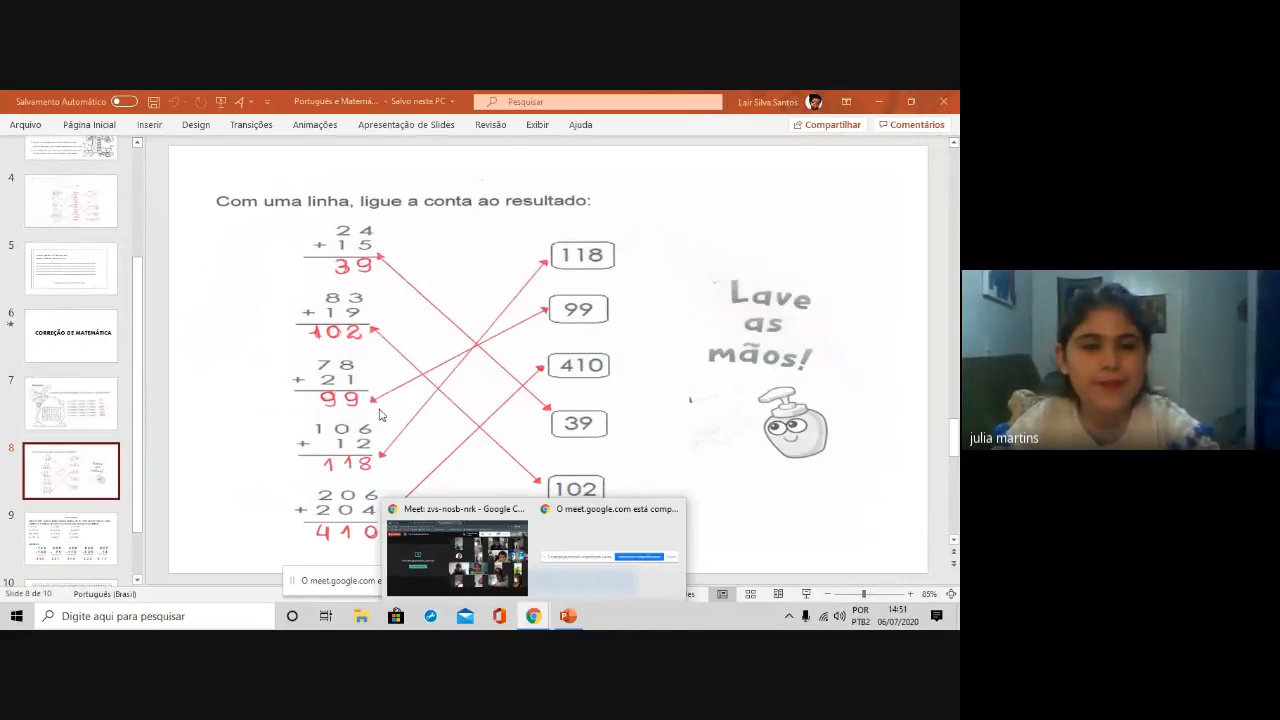 Salvamento Automático
Português e Matemá... - Salvo neste PC
Pesquisar
Lair Silva Santos
Arquivo Página Inicial Inserir Design Transições Animações Apresentação de Slides Revisão Exibir Ajuda
Compartilhar Comentários
4
5
6
CORREÇÃO DE MATEMÁTICA
7
8
9
10
Com uma linha, ligue a conta ao resultado:
24
+ 15
39
83
+ 19
102
78
+ 21
99
106
+ 12
118
206
+ 204
410
118
99
410
39
102
Lave
as
mãos!
julia martins
Meet: zvs-nosb-nrk - Google C...
O meet.google.com está comp...
O meet.google.com e
Slide 8 de 10 Português (Brasil)
85%
Digite aqui para pesquisar
POR
PTB2
14:51
06/07/2020